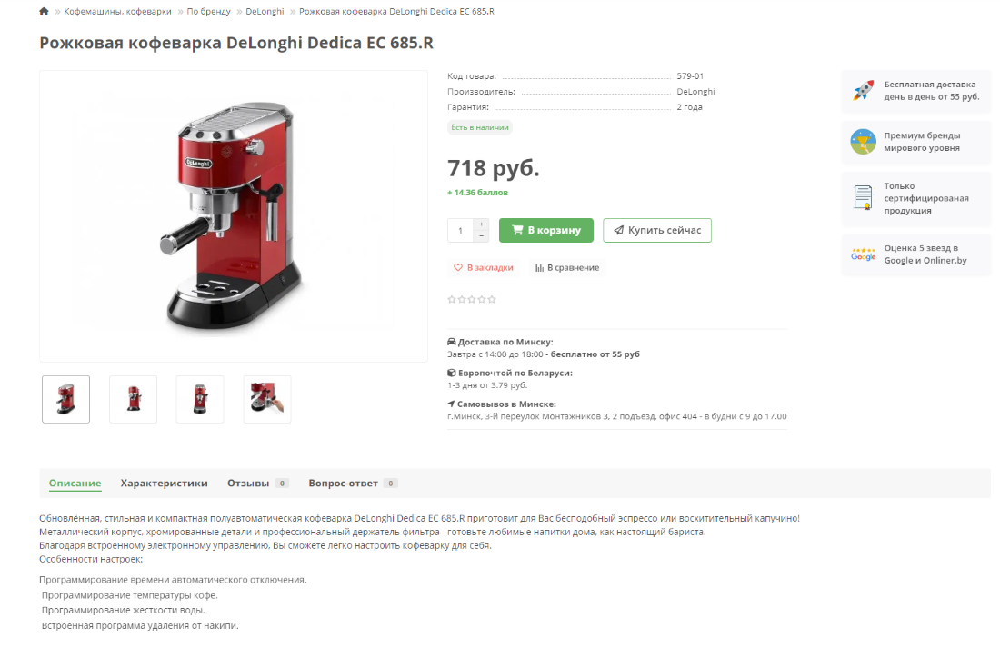 Кофемашины, кофеварки » По бренду » DeLonghi » Рожковая кофеварка DeLonghi Dedica EC 685.R
Рожковая кофеварка DeLonghi Dedica EC 685.R
DeLonghi
Код товара: 579-01
Производитель: DeLonghi
Гарантия: 2 года
Есть в наличии
718 руб.
+ 14.36 баллов
1 + −
В корзину
Купить сейчас
В закладки
В сравнение
Доставка по Минску:
Завтра с 14:00 до 18:00 - бесплатно от 55 руб
Европочтой по Беларуси:
1-3 дня от 3.79 руб.
Самовывоз в Минске:
г.Минск, 3-й переулок Монтажников 3, 2 подъезд, офис 404 - в будни с 9 до 17.00
Бесплатная доставка
день в день от 55 руб.
Премиум бренды
мирового уровня
Только
сертифицированая
продукция
Google
Оценка 5 звезд в
Google и Onliner.by
Описание Характеристики Отзывы 0 Вопрос-ответ 0
Обновлённая, стильная и компактная полуавтоматическая кофеварка DeLonghi Dedica EC 685.R приготовит для Вас бесподобный эспрессо или восхитительный капучино!
Металлический корпус, хромированные детали и профессиональный держатель фильтра - готовьте любимые напитки дома, как настоящий бариста.
Благодаря встроенному электронному управлению, Вы сможете легко настроить кофеварку для себя.
Особенности настроек:
Программирование времени автоматического отключения.
Программирование температуры кофе.
Программирование жесткости воды.
Встроенная программа удаления от накипи.